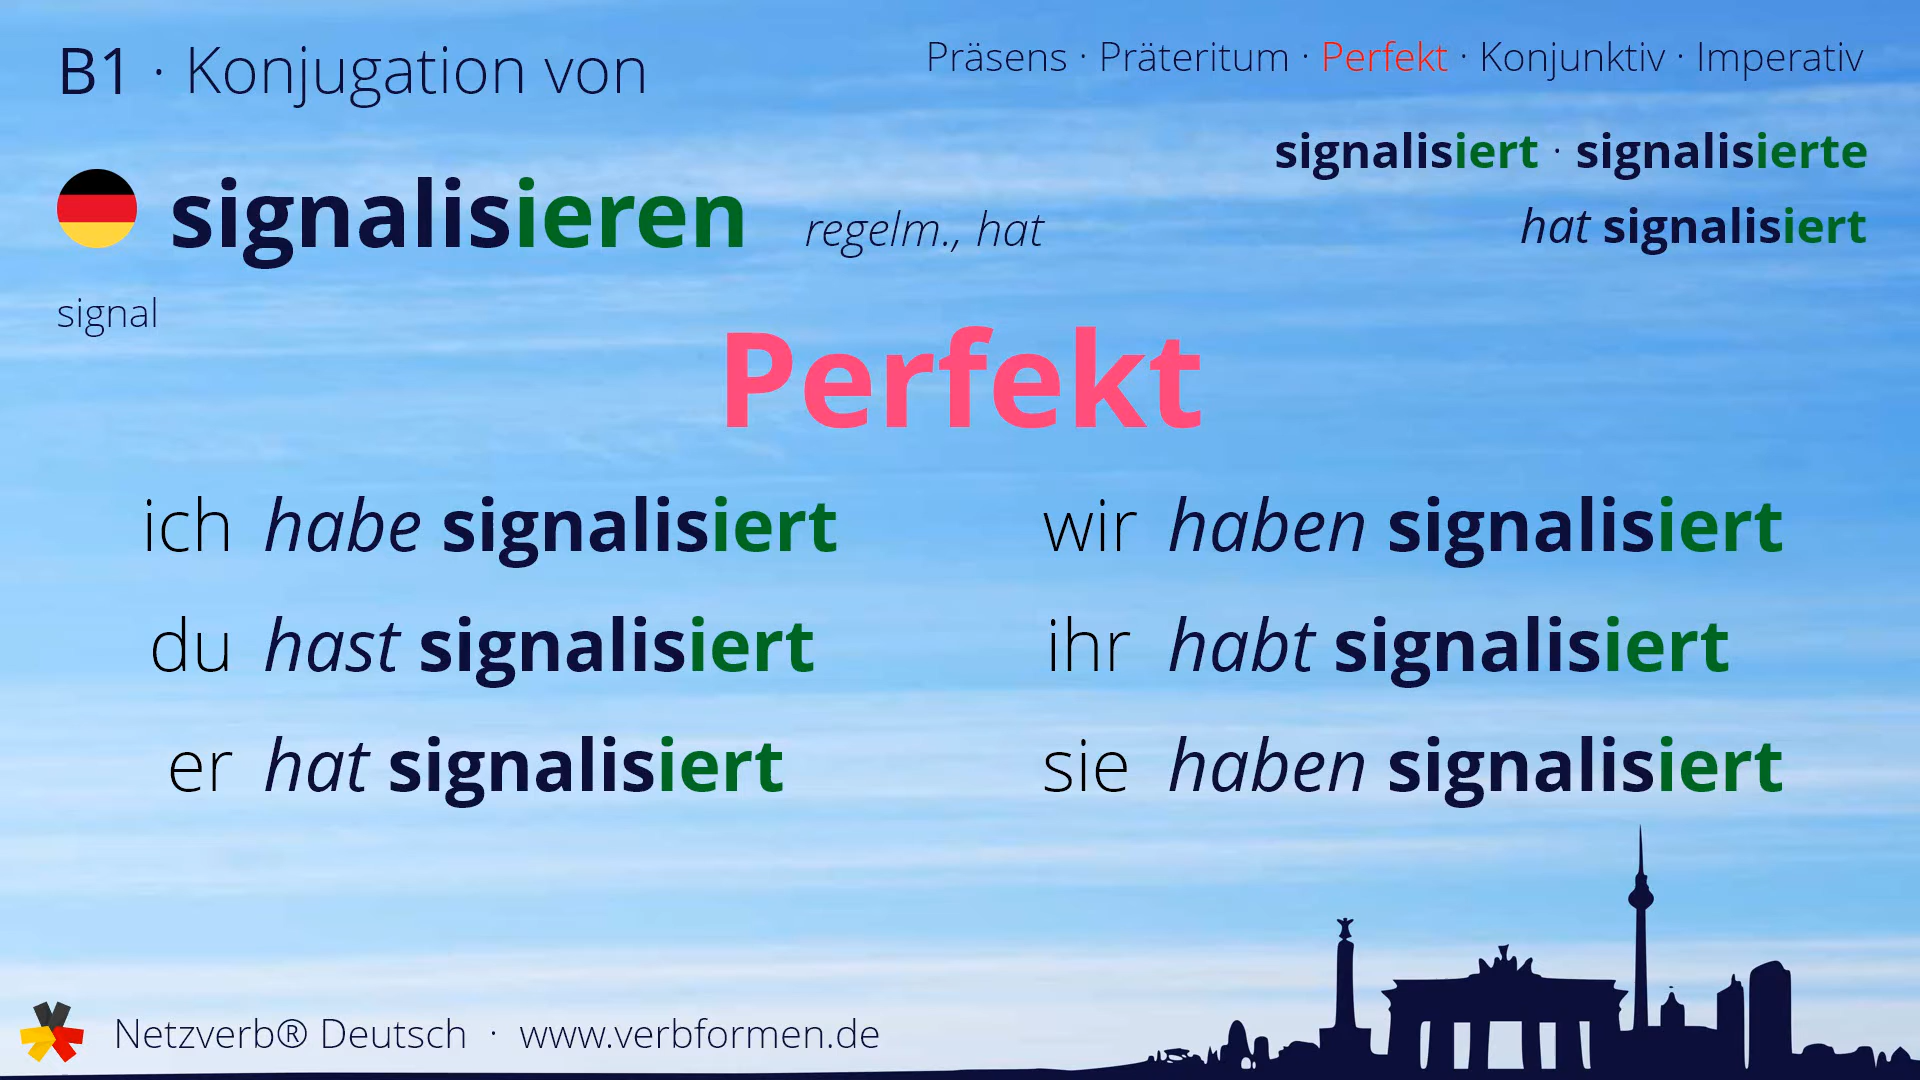 B1 · Konjugation von
Präsens · Präteritum · Perfekt · Konjunktiv · Imperativ
signalisieren regelm., hat
signalisiert · signalisierte
hat signalisiert
signal
Perfekt
ich habe signalisiert
du hast signalisiert
er hat signalisiert
wir haben signalisiert
ihr habt signalisiert
sie haben signalisiert
Netzverb® Deutsch · www.verbformen.de